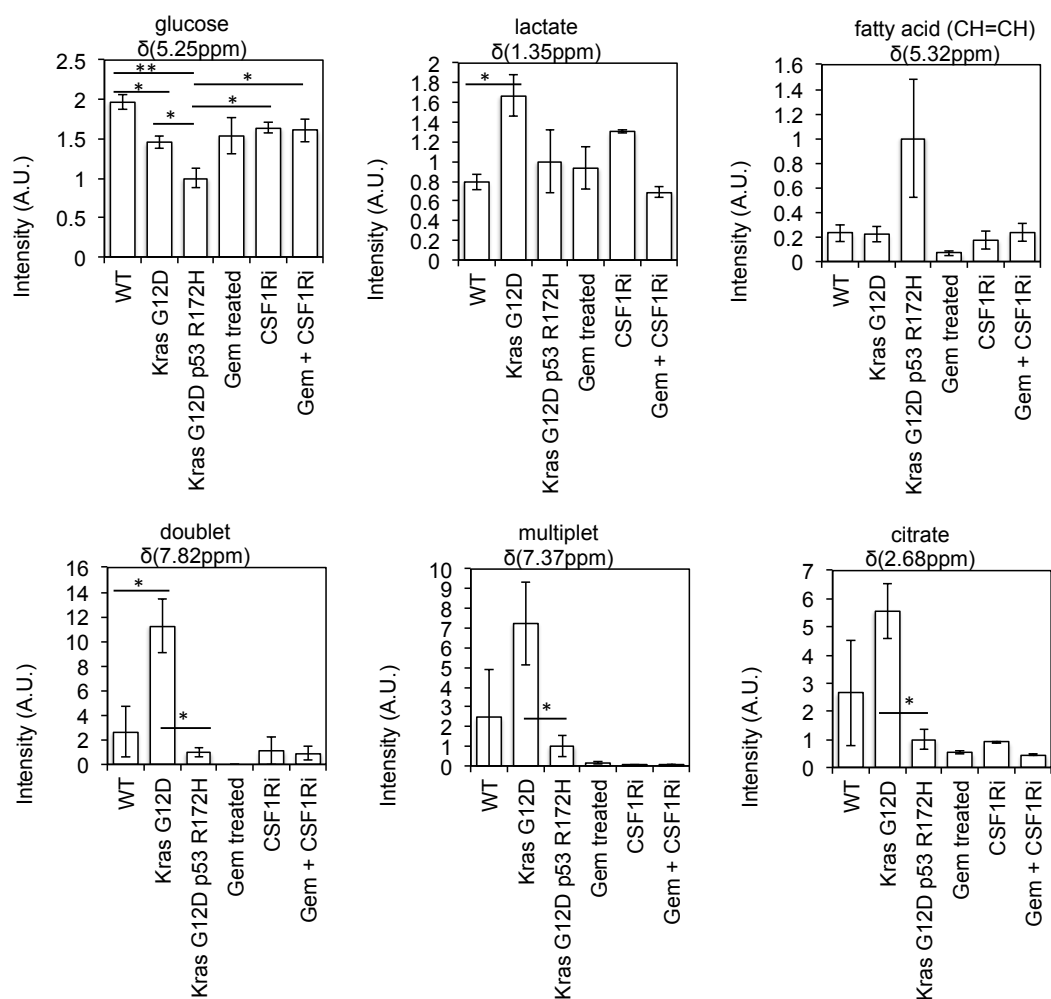 glucose
δ(5.25ppm)
Intensity (A.U.)
2.5
2
1.5
1
0.5
0
**
*
*
*
*
WT
Kras G12D
Kras G12D p53 R172H
Gem treated
CSF1Ri
Gem + CSF1Ri
lactate
δ(1.35ppm)
Intensity (A.U.)
2
1.8
1.6
1.4
1.2
1
0.8
0.6
0.4
0.2
0
*
WT
Kras G12D
Kras G12D p53 R172H
Gem treated
CSF1Ri
Gem + CSF1Ri
fatty acid (CH=CH)
δ(5.32ppm)
Intensity (A.U.)
1.6
1.4
1.2
1
0.8
0.6
0.4
0.2
0
WT
Kras G12D
Kras G12D p53 R172H
Gem treated
CSF1Ri
Gem + CSF1Ri
doublet
δ(7.82ppm)
Intensity (A.U.)
16
14
12
10
8
6
4
2
0
*
*
WT
Kras G12D
Kras G12D p53 R172H
Gem treated
CSF1Ri
Gem + CSF1Ri
multiplet
δ(7.37ppm)
Intensity (A.U.)
10
9
8
7
6
5
4
3
2
1
0
*
WT
Kras G12D
Kras G12D p53 R172H
Gem treated
CSF1Ri
Gem + CSF1Ri
citrate
δ(2.68ppm)
Intensity (A.U.)
7
6
5
4
3
2
1
0
*
WT
Kras G12D
Kras G12D p53 R172H
Gem treated
CSF1Ri
Gem + CSF1Ri